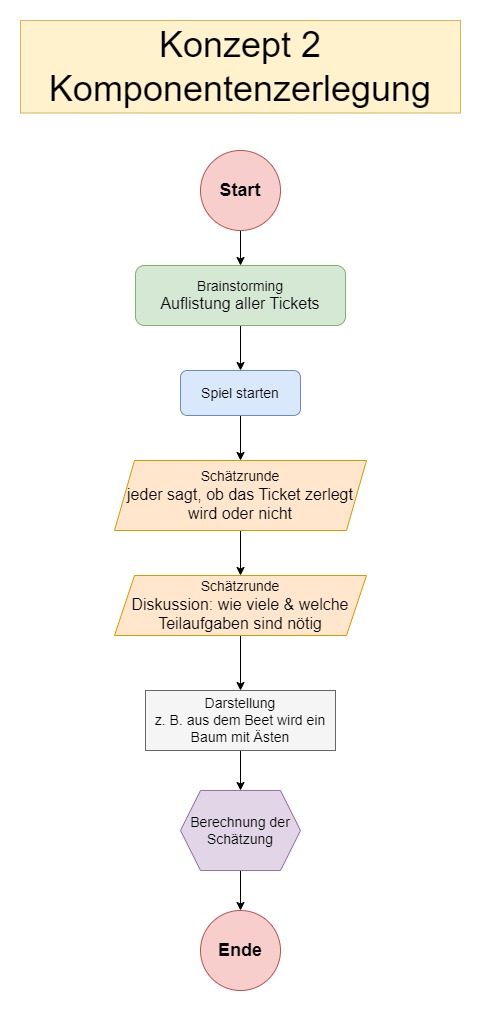 Konzept 2
Komponentenzerlegung
Start
Brainstorming
Auflistung aller Tickets
Spiel starten
Schätzrunde
jeder sagt, ob das Ticket zerlegt
wird oder nicht
Schätzrunde
Diskussion: wie viele & welche
Teilaufgaben sind nötig
Darstellung
z. B. aus dem Beet wird ein
Baum mit Ästen
Berechnung der
Schätzung
Ende